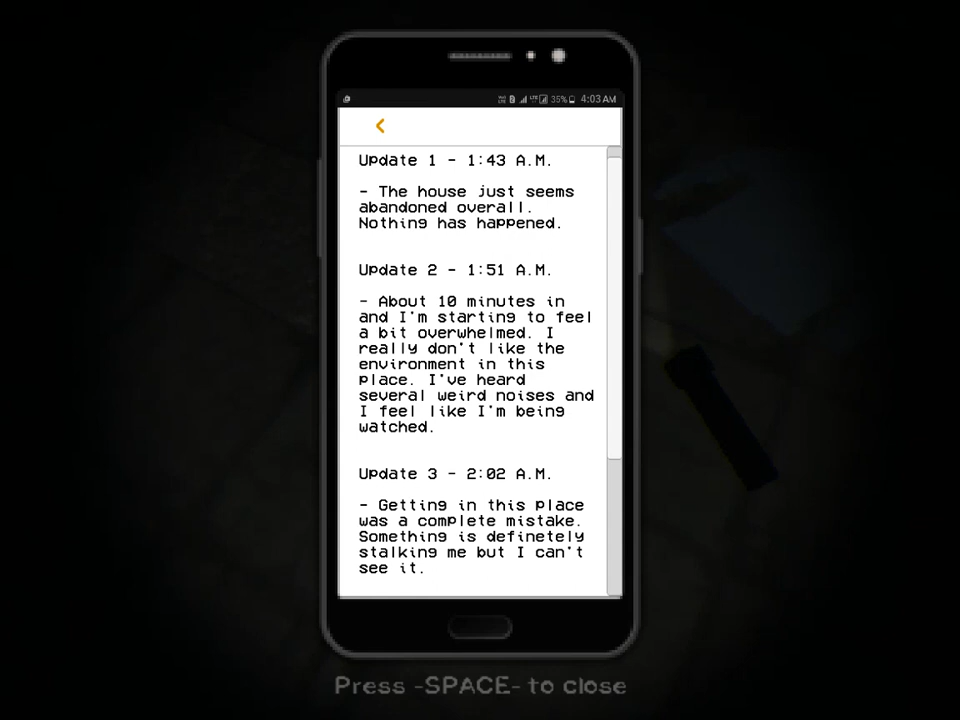 35% 4:03 AM
Update 1 - 1:43 A.M.
- The house just seems
abandoned overall.
Nothing has happened.
Update 2 - 1:51 A.M.
- About 10 minutes in
and I'm starting to feel
a bit overwhelmed. I
really don't like the
environment in this
place. I've heard
several weird noises and
I feel like I'm being
watched.
Update 3 - 2:02 A.M.
- Getting in this place
was a complete mistake.
Something is definetely
stalking me but I can't
see it.
Press -SPACE- to close